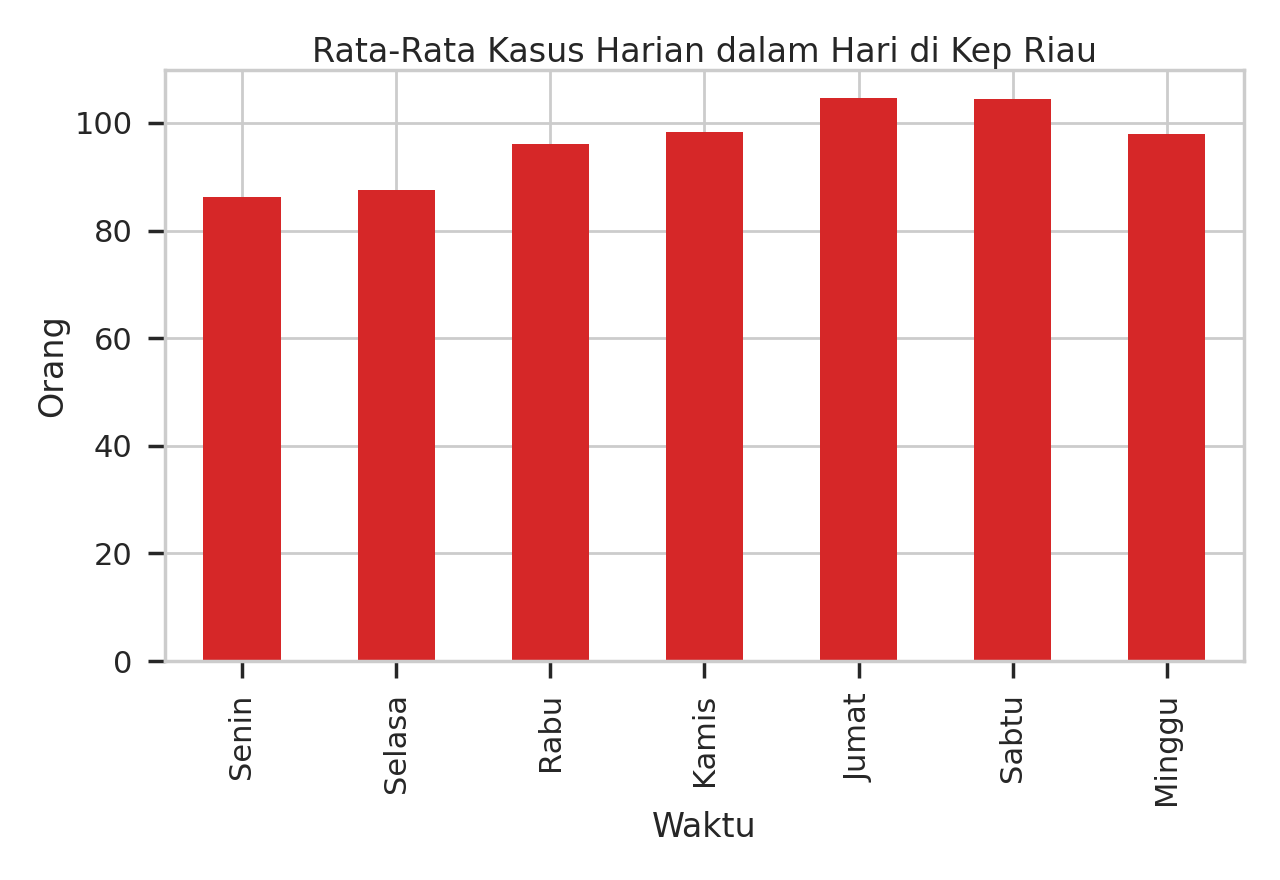 Rata-Rata Kasus Harian dalam Hari di Kep Riau
100
80
60
40
20
0
Orang
Senin
Selasa
Rabu
Kamis
Jumat
Sabtu
Minggu
Waktu